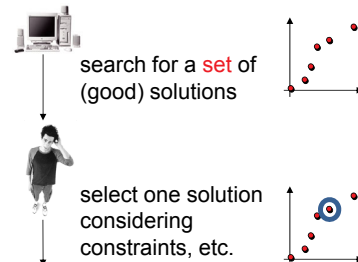 search for a set of
(good) solutions
select one solution
considering
constraints, etc.